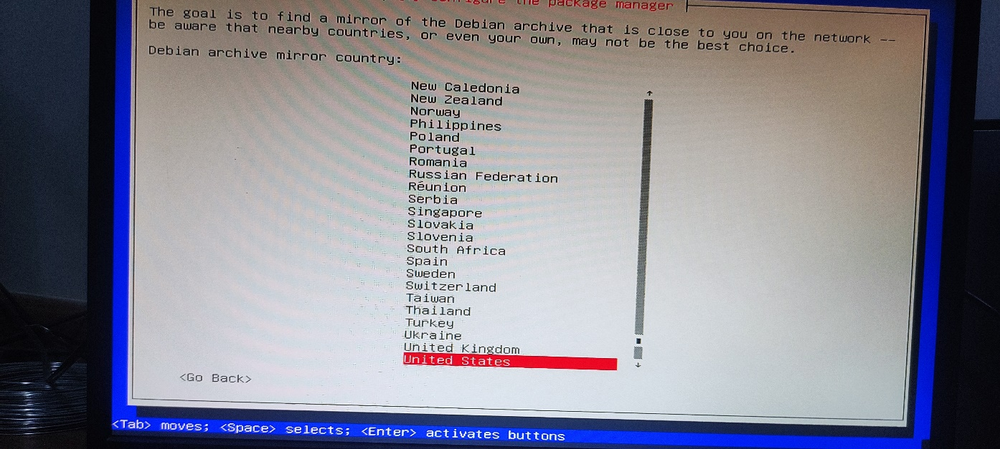 configure the package manager
The goal is to find a mirror of the Debian archive that is close to you on the network --
be aware that nearby countries, or even your own, may not be the best choice.
Debian archive mirror country:
New Caledonia
New Zealand
Norway
Philippines
Poland
Portugal
Romania
Russian Federation
Réunion
Serbia
Singapore
Slovakia
Slovenia
South Africa
Spain
Sweden
Switzerland
Taiwan
Thailand
Turkey
Ukraine
United Kingdom
United States
<Go Back>
<Tab> moves; <Space> selects; <Enter> activates buttons